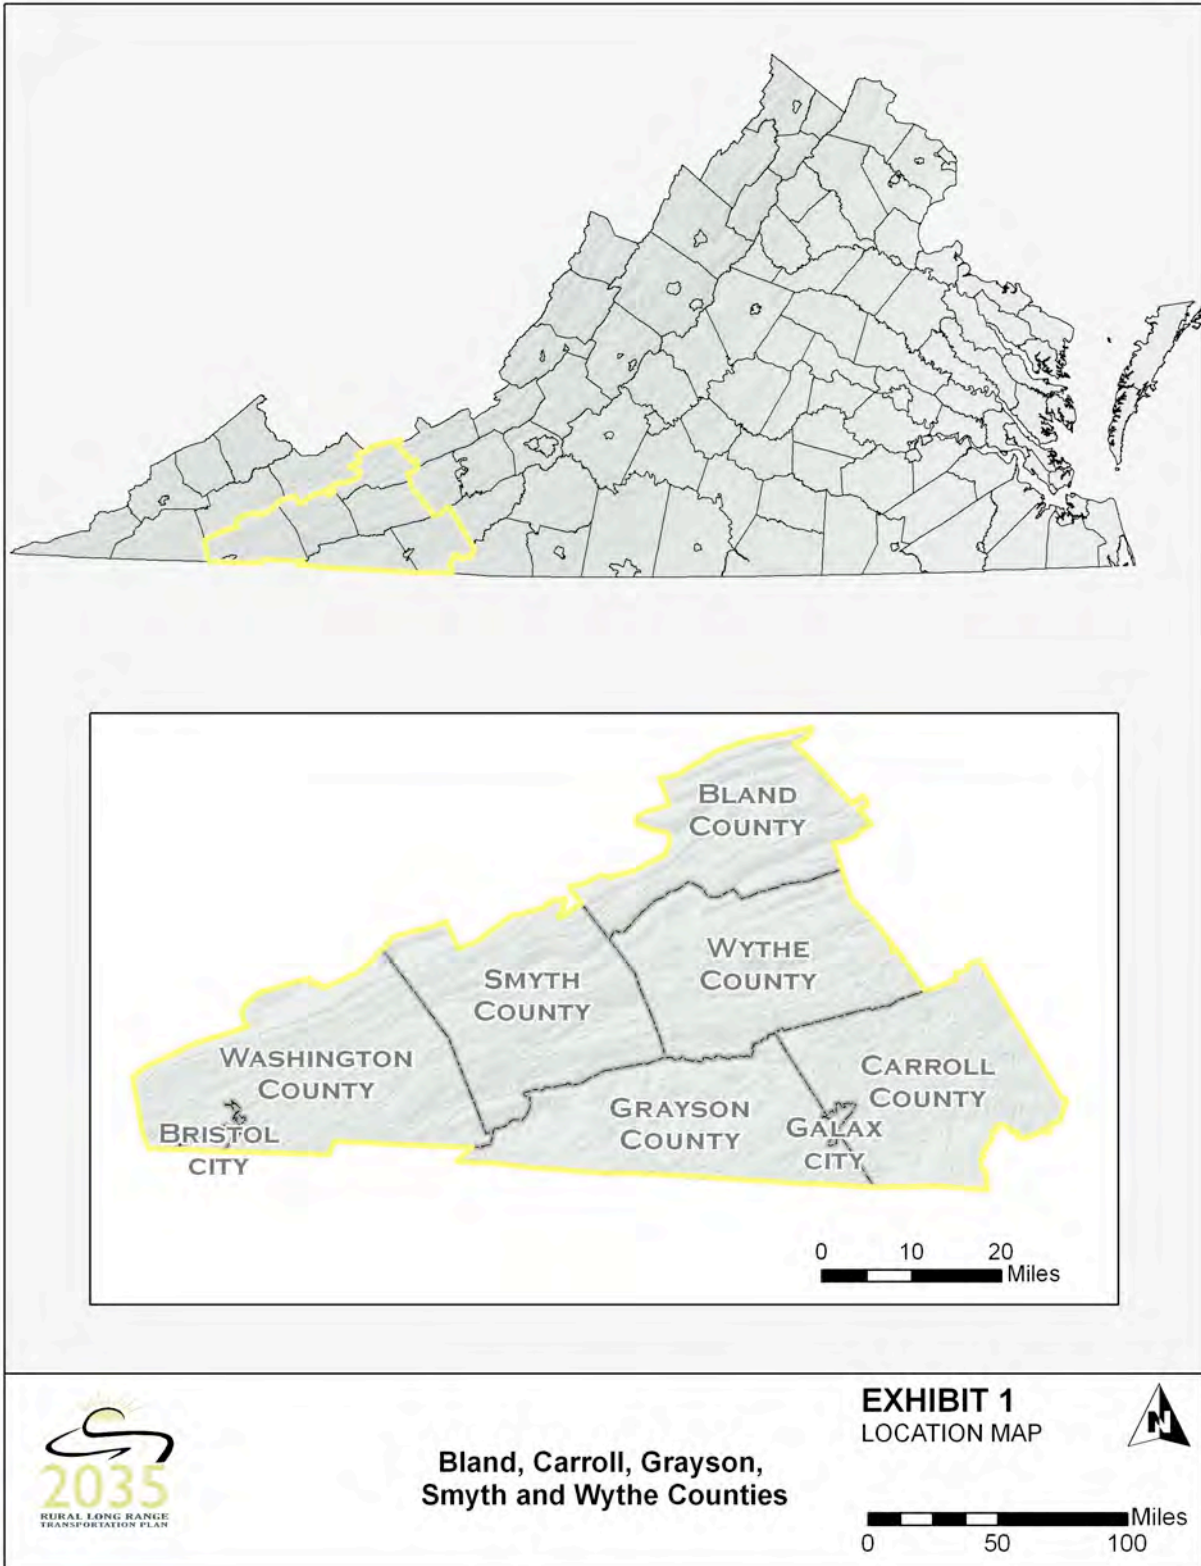 BLAND
COUNTY
WYTHE
COUNTY
SMYTH
COUNTY
WASHINGTON
COUNTY
CARROLL
COUNTY
GRAYSON
COUNTY
GALAX
CITY
BRISTOL
CITY
0 10 20
Miles
2035
RURAL LONG RANGE
TRANSPORTATION PLAN
Bland, Carroll, Grayson,
Smyth and Wythe Counties
EXHIBIT 1
LOCATION MAP
N
Miles
0 50 100